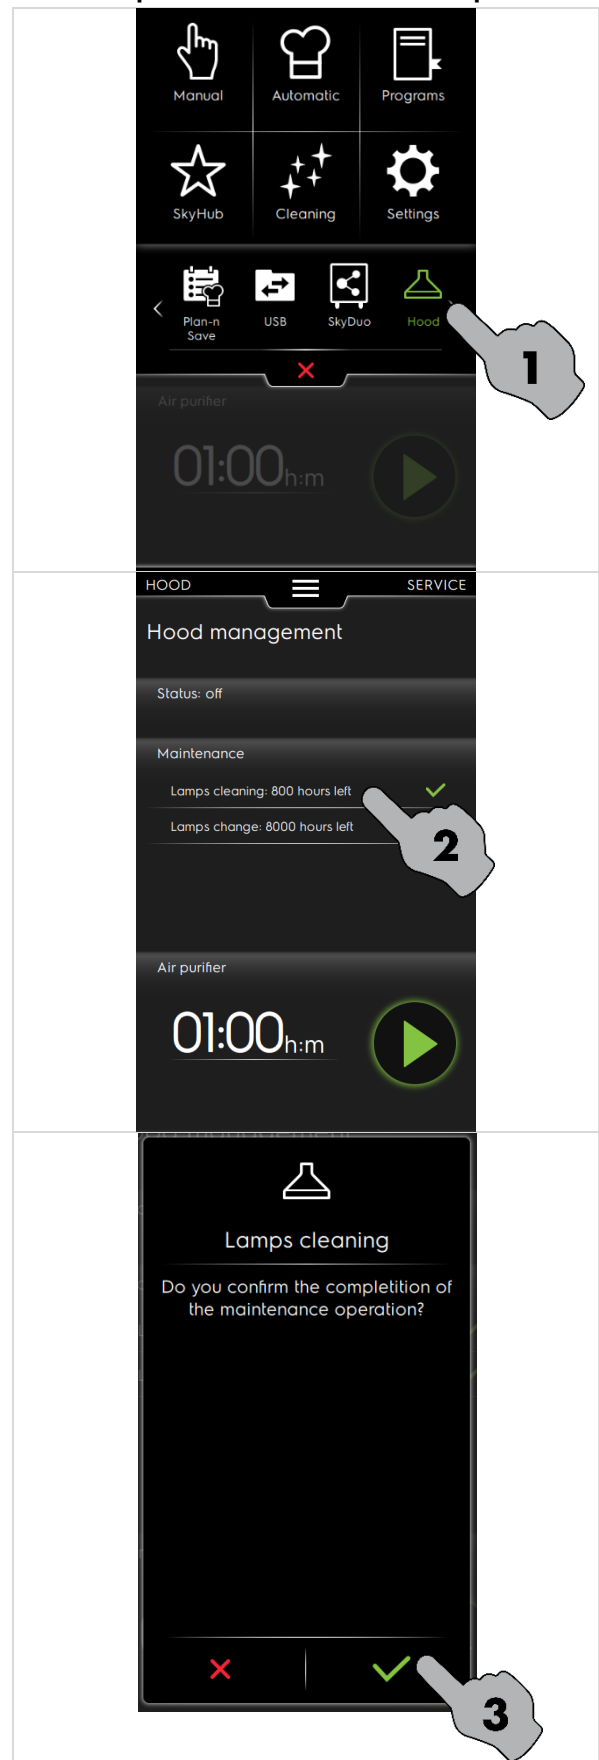 Manual Automatic Programs
SkyHub Cleaning Settings
Plan-n
Save
USB SkyDuo Hood
1
Air purifier
01:00 h:m
HOOD SERVICE
Hood management
Status: off
Maintenance
Lamps cleaning: 800 hours left
Lamps change: 8000 hours left
2
Air purifier
01:00 h:m
Lamps cleaning
Do you confirm the completition of
the maintenance operation?
3